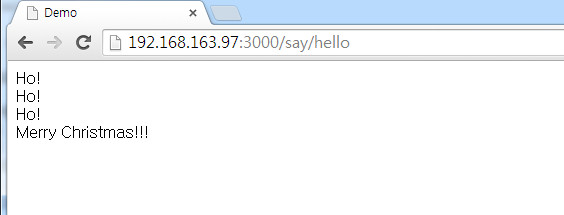 Demo
192.168.163.97:3000/say/hello
Ho!
Ho!
Ho!
Merry Christmas!!!